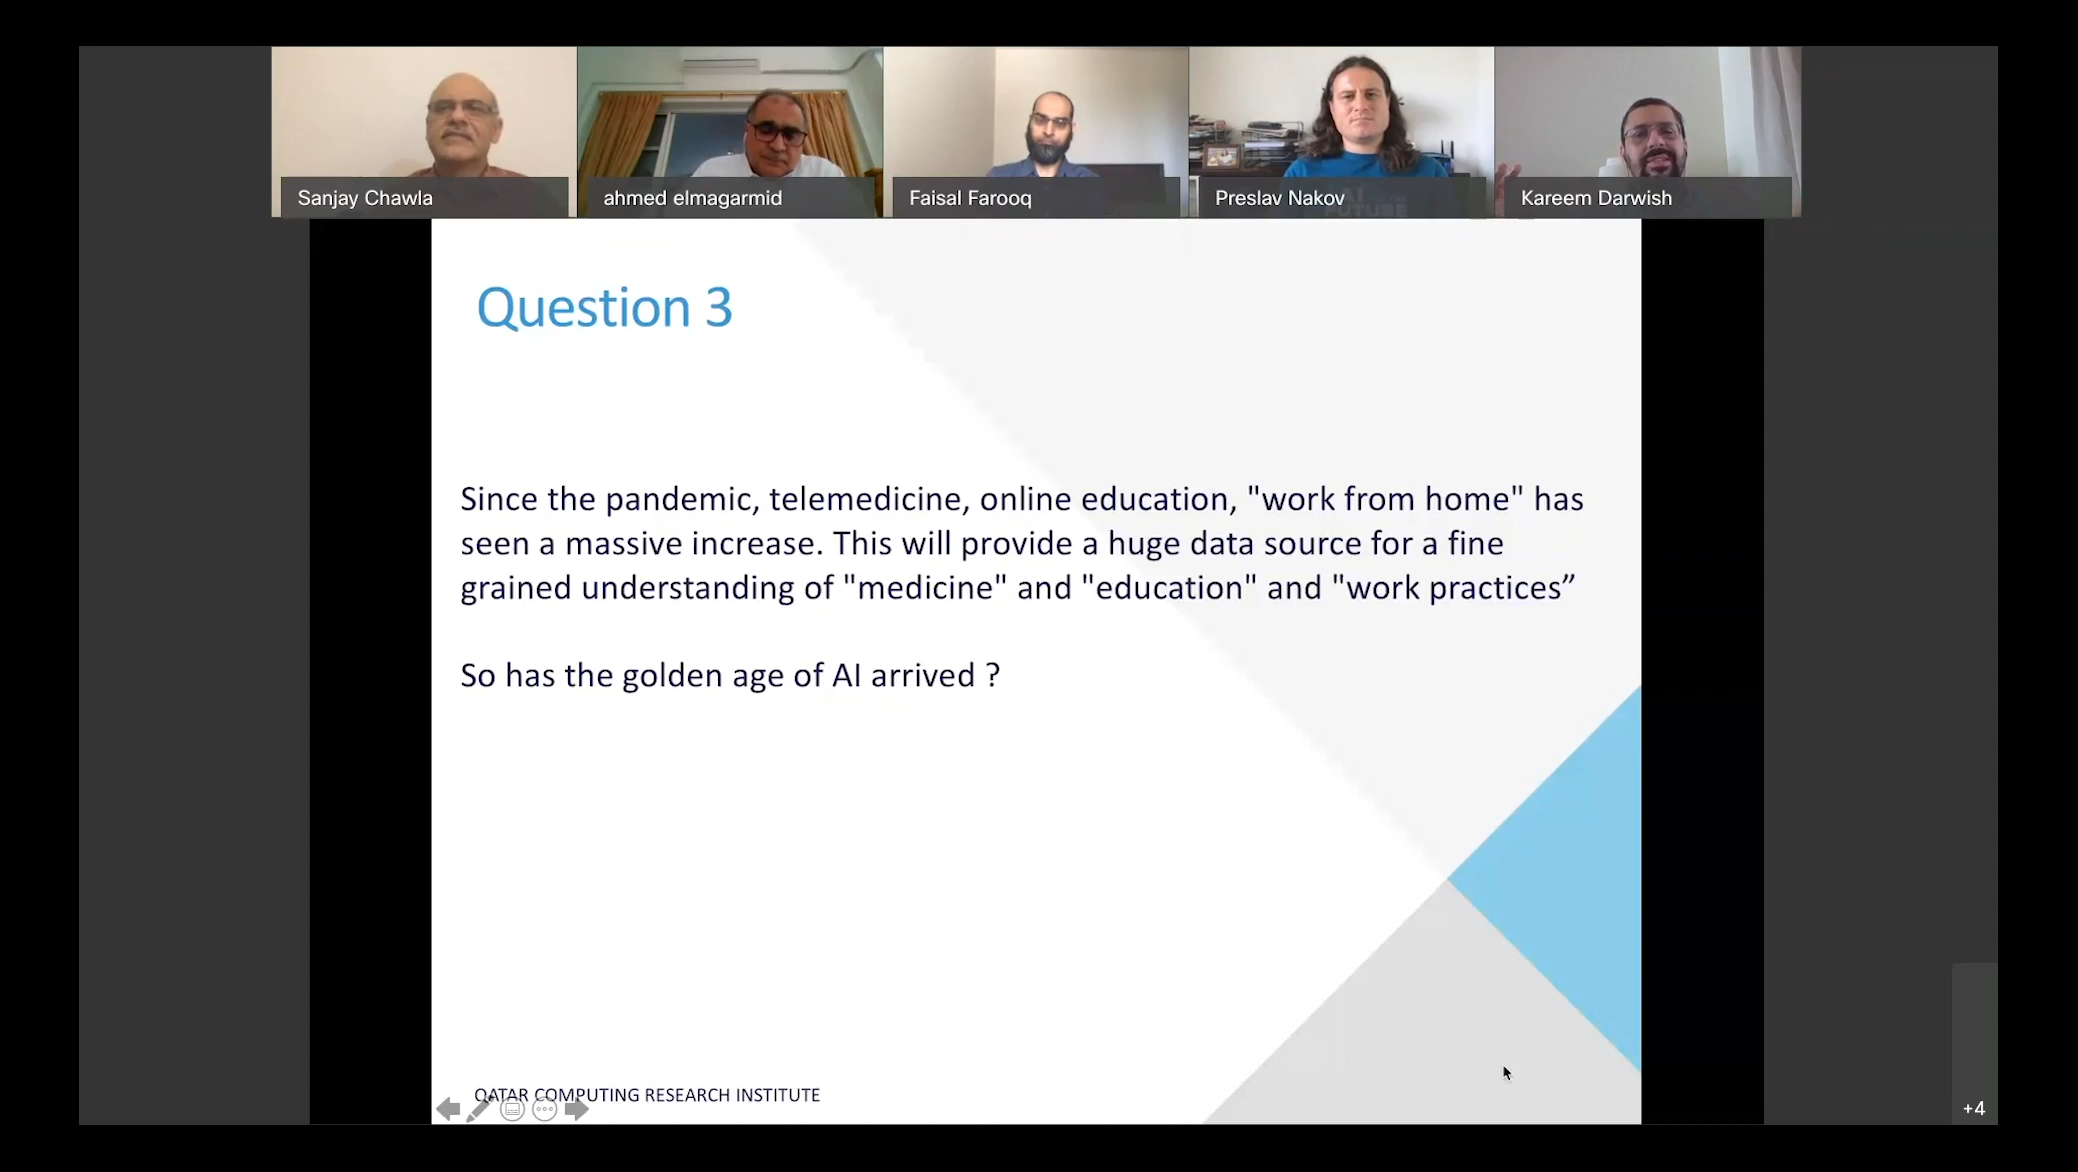 Sanjay Chawla
ahmed elmagarmid
Faisal Farooq
Preslav Nakov
Kareem Darwish
Question 3
Since the pandemic, telemedicine, online education, "work from home" has
seen a massive increase. This will provide a huge data source for a fine
grained understanding of "medicine" and "education" and "work practices”
So has the golden age of AI arrived ?
QATAR COMPUTING RESEARCH INSTITUTE
+4